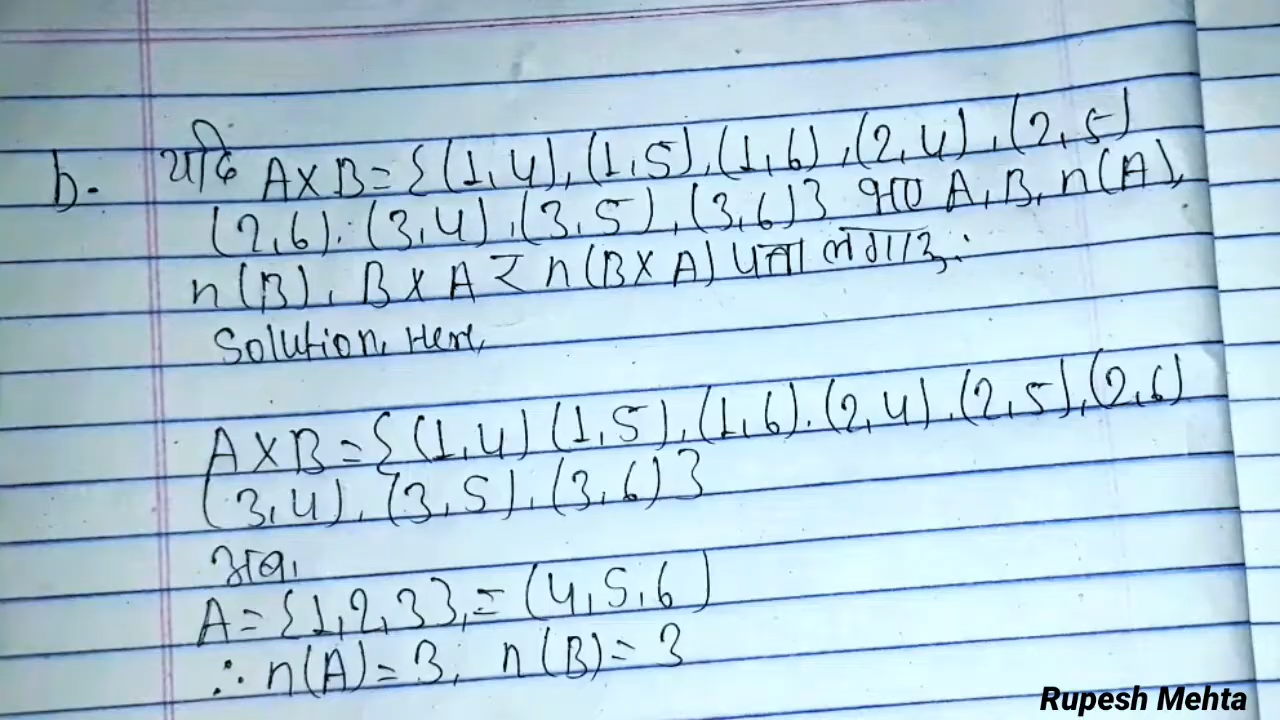 b. यदि A×B={(1,4),(1,5),(1,6),(2,4),(2,5)
(2,6).(3,4),(3,5),(3,6)} भए A,B,n(A),
n(B), B×A र n(B×A) पत्ता लगाउ:
Solution, Here,
A×B={(1,4)(1,5),(1,6).(2,4),(2,5),(2,6)
(3,4),(3,5),(3,6)}
अब,
A={1,2,3},=(4,5,6)
∴ n(A)=3, n(B)=3
Rupesh Mehta